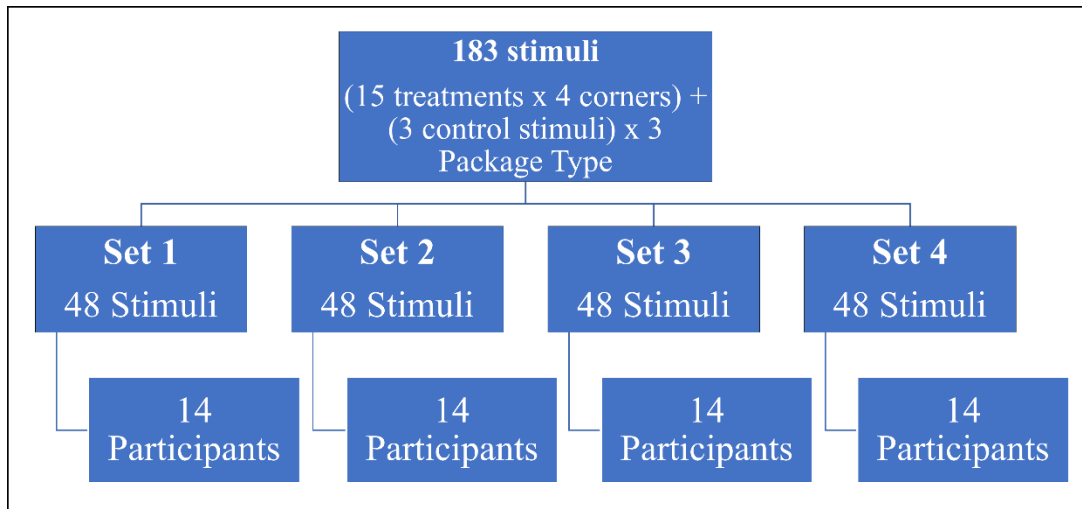 183 stimuli
(15 treatments x 4 corners) +
(3 control stimuli) x 3
Package Type
Set 1
48 Stimuli
Set 2
48 Stimuli
Set 3
48 Stimuli
Set 4
48 Stimuli
14
Participants
14
Participants
14
Participants
14
Participants